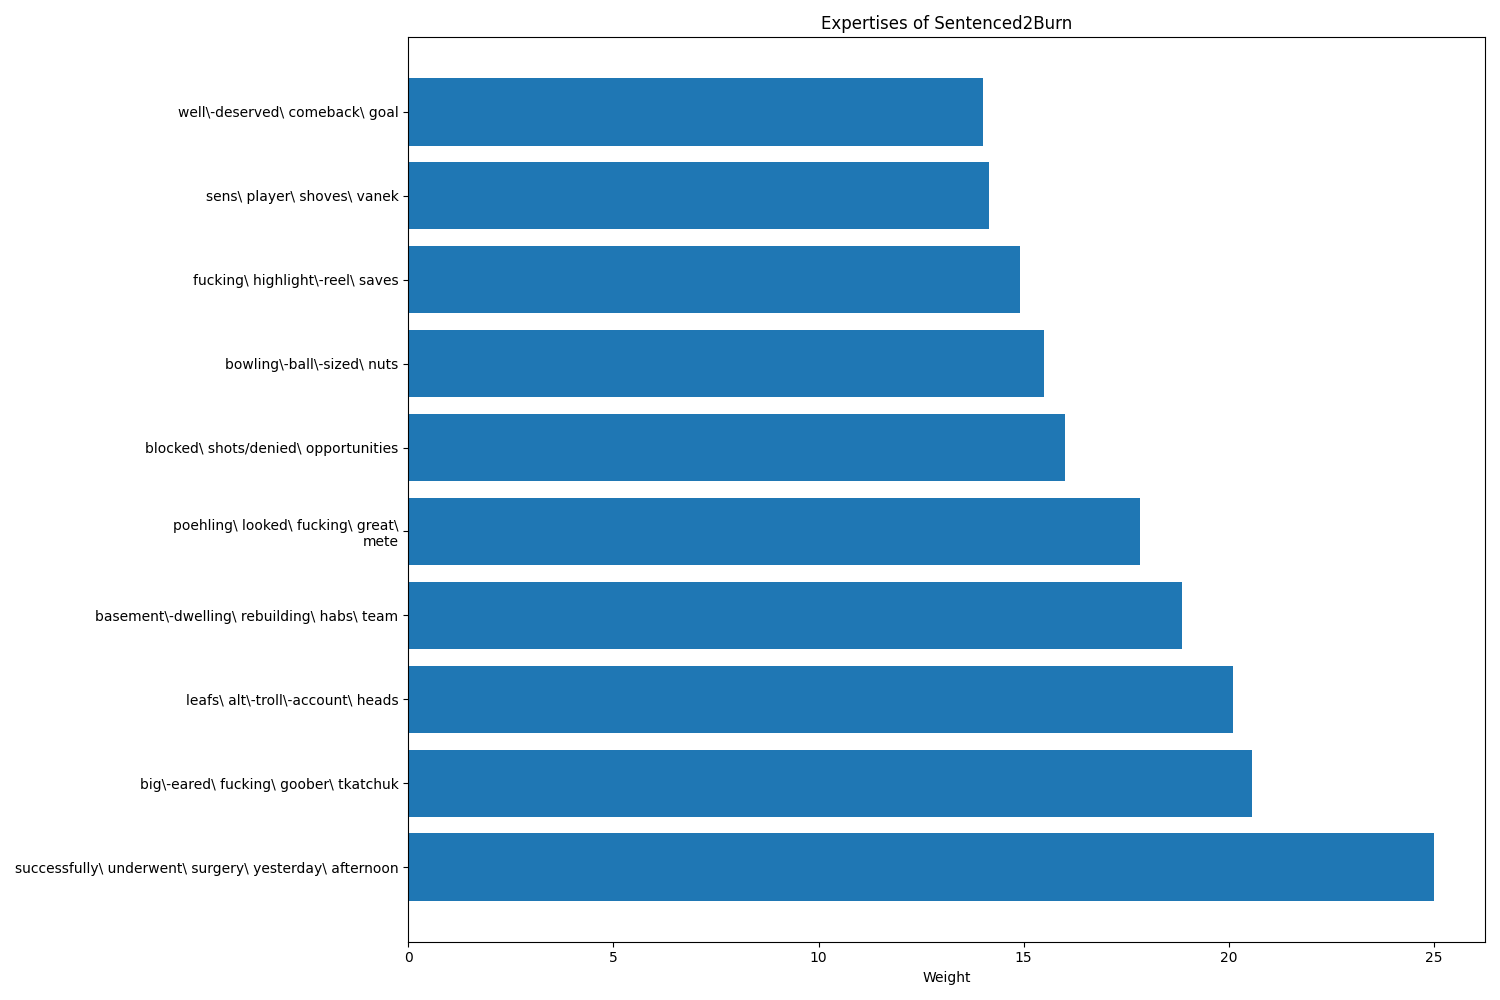 Expertises of Sentenced2Burn
well\-deserved\ comeback\ goal
sens\ player\ shoves\ vanek
fucking\ highlight\-reel\ saves
bowling\-ball\-sized\ nuts
blocked\ shots/denied\ opportunities
poehling\ looked\ fucking\ great\
mete
basement\-dwelling\ rebuilding\ habs\ team
leafs\ alt\-troll\-account\ heads
big\-eared\ fucking\ goober\ tkatchuk
successfully\ underwent\ surgery\ yesterday\ afternoon
0 5 10 15 20 25
Weight